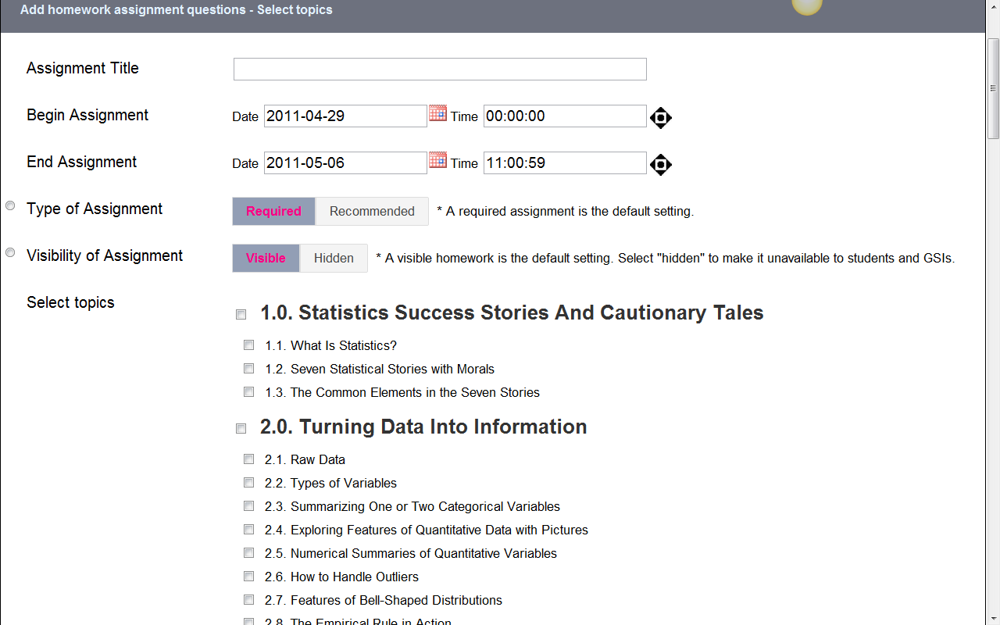 Add homework assignment questions - Select topics
Assignment Title
Begin Assignment Date 2011-04-29 Time 00:00:00
End Assignment Date 2011-05-06 Time 11:00:59
Type of Assignment Required Recommended * A required assignment is the default setting.
Visibility of Assignment Visible Hidden * A visible homework is the default setting. Select "hidden" to make it unavailable to students and GSIs.
Select topics
1.0. Statistics Success Stories And Cautionary Tales
1.1. What Is Statistics?
1.2. Seven Statistical Stories with Morals
1.3. The Common Elements in the Seven Stories
2.0. Turning Data Into Information
2.1. Raw Data
2.2. Types of Variables
2.3. Summarizing One or Two Categorical Variables
2.4. Exploring Features of Quantitative Data with Pictures
2.5. Numerical Summaries of Quantitative Variables
2.6. How to Handle Outliers
2.7. Features of Bell-Shaped Distributions
2.8. The Empirical Rule in Action